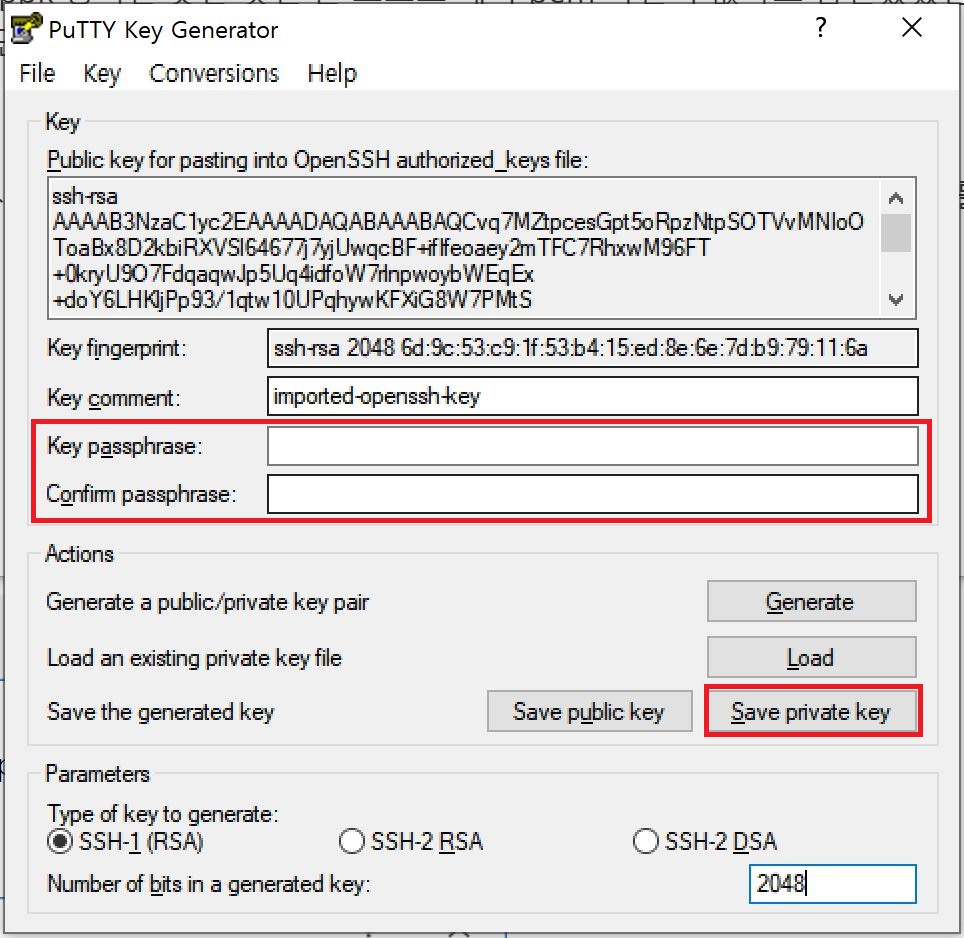 PuTTY Key Generator
?
File Key Conversions Help
Key
Public key for pasting into OpenSSH authorized_keys file:
ssh-rsa
AAAAB3NzaC1yc2EAAAADAQABAAABAQCvq7MZtpcesGpt5oRpzNtpSOTVvMNIoO
ToaBx8D2kbiRXVSl64677j7yjUwqcBF+iflfeoaey2mTFC7RhxwM96FT
+0kryU9O7FdqaqwJp5Uq4idfoW7rlnpwoybWEqEx
+doY6LHKljPp93/1qtw10UPqhywKFXiG8W7PMtS
Key fingerprint: ssh-rsa 2048 6d:9c:53:c9:1f:53:b4:15:ed:8e:6e:7d:b9:79:11:6a
Key comment: imported-openssh-key
Key passphrase:
Confirm passphrase:
Actions
Generate a public/private key pair Generate
Load an existing private key file Load
Save the generated key Save public key Save private key
Parameters
Type of key to generate:
SSH-1 (RSA) SSH-2 RSA SSH-2 DSA
Number of bits in a generated key: 2048